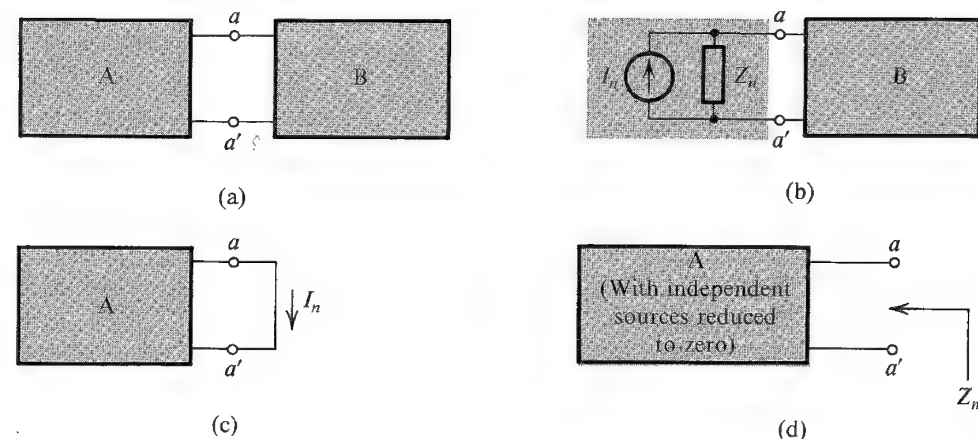 a
A
B
a'
(a)
a
I_n
Z_n
B
a'
(b)
a
A
I_n
a'
(c)
a
A
(With independent
sources reduced
to zero)
a'
Z_n
(d)